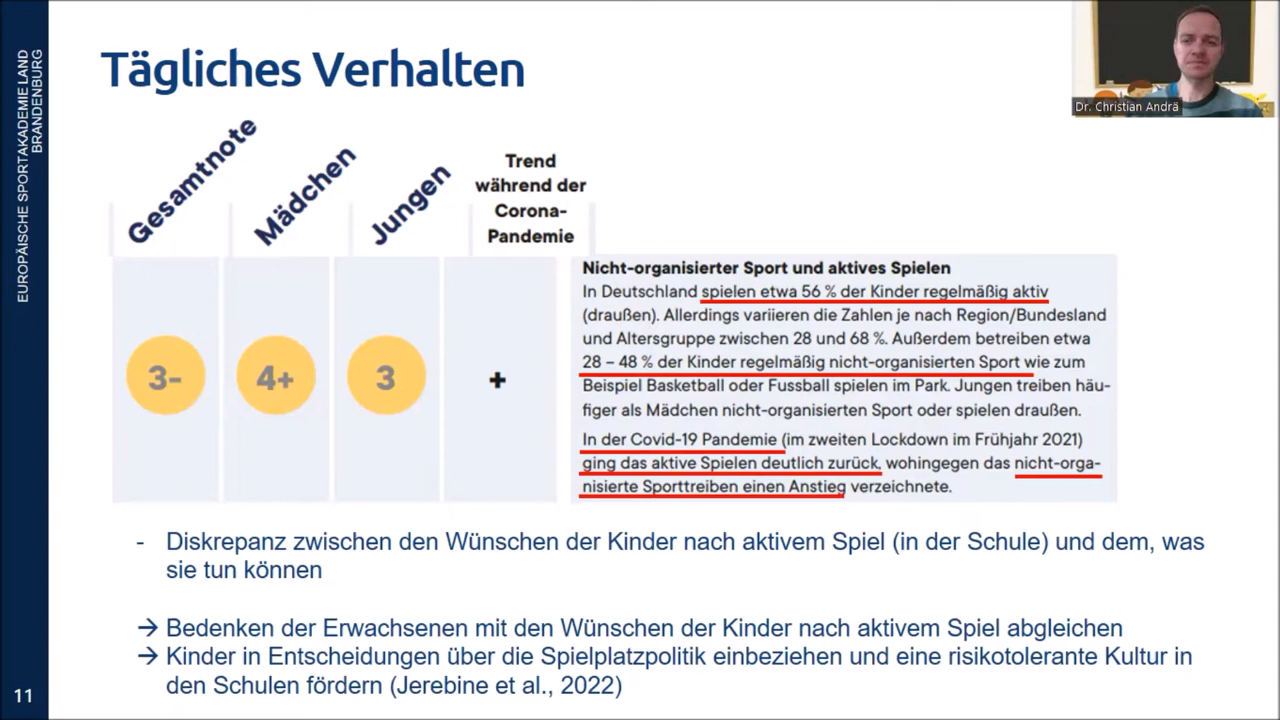 EUROPÄISCHE SPORTAKADEMIE LAND
BRANDENBURG
Tägliches Verhalten
Dr. Christian Andrä
Gesamtnote
Mädchen
Jungen
Trend
während der
Corona-
Pandemie
3-
4+
3
+
Nicht-organisierter Sport und aktives Spielen
In Deutschland spielen etwa 56 % der Kinder regelmäßig aktiv
(draußen). Allerdings variieren die Zahlen je nach Region/Bundesland
und Altersgruppe zwischen 28 und 68 %. Außerdem betreiben etwa
28 – 48 % der Kinder regelmäßig nicht-organisierten Sport wie zum
Beispiel Basketball oder Fussball spielen im Park. Jungen treiben häu-
figer als Mädchen nicht-organisierten Sport oder spielen draußen.
In der Covid-19 Pandemie (im zweiten Lockdown im Frühjahr 2021)
ging das aktive Spielen deutlich zurück, wohingegen das nicht-orga-
nisierte Sporttreiben einen Anstieg verzeichnete.
- Diskrepanz zwischen den Wünschen der Kinder nach aktivem Spiel (in der Schule) und dem, was
sie tun können
→ Bedenken der Erwachsenen mit den Wünschen der Kinder nach aktivem Spiel abgleichen
→ Kinder in Entscheidungen über die Spielplatzpolitik einbeziehen und eine risikotolerante Kultur in
den Schulen fördern (Jerebine et al., 2022)
11